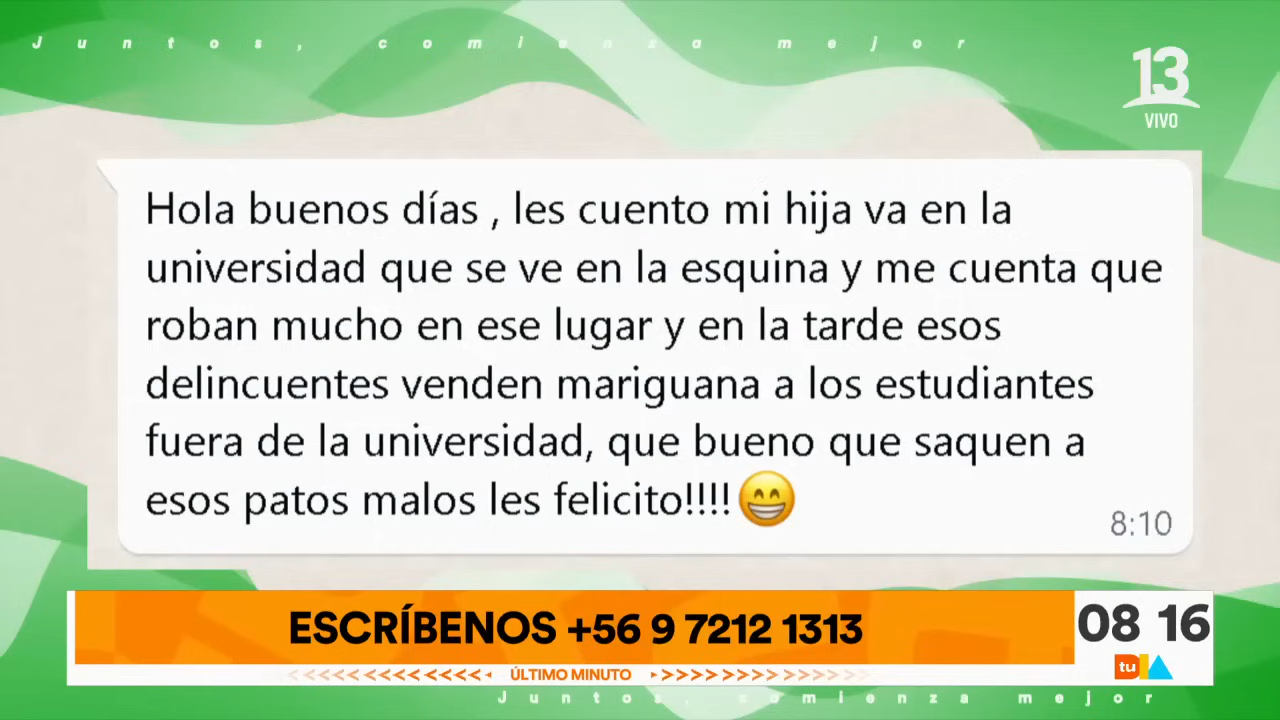 Juntos, comienza mejor
13
VIVO
Hola buenos días , les cuento mi hija va en la
universidad que se ve en la esquina y me cuenta que
roban mucho en ese lugar y en la tarde esos
delincuentes venden mariguana a los estudiantes
fuera de la universidad, que bueno que saquen a
esos patos malos les felicito!!!!😁
8:10
ESCRÍBENOS +56 9 7212 1313
08 16
ÚLTIMO MINUTO
tu DÍA
Juntos, comienza mejor